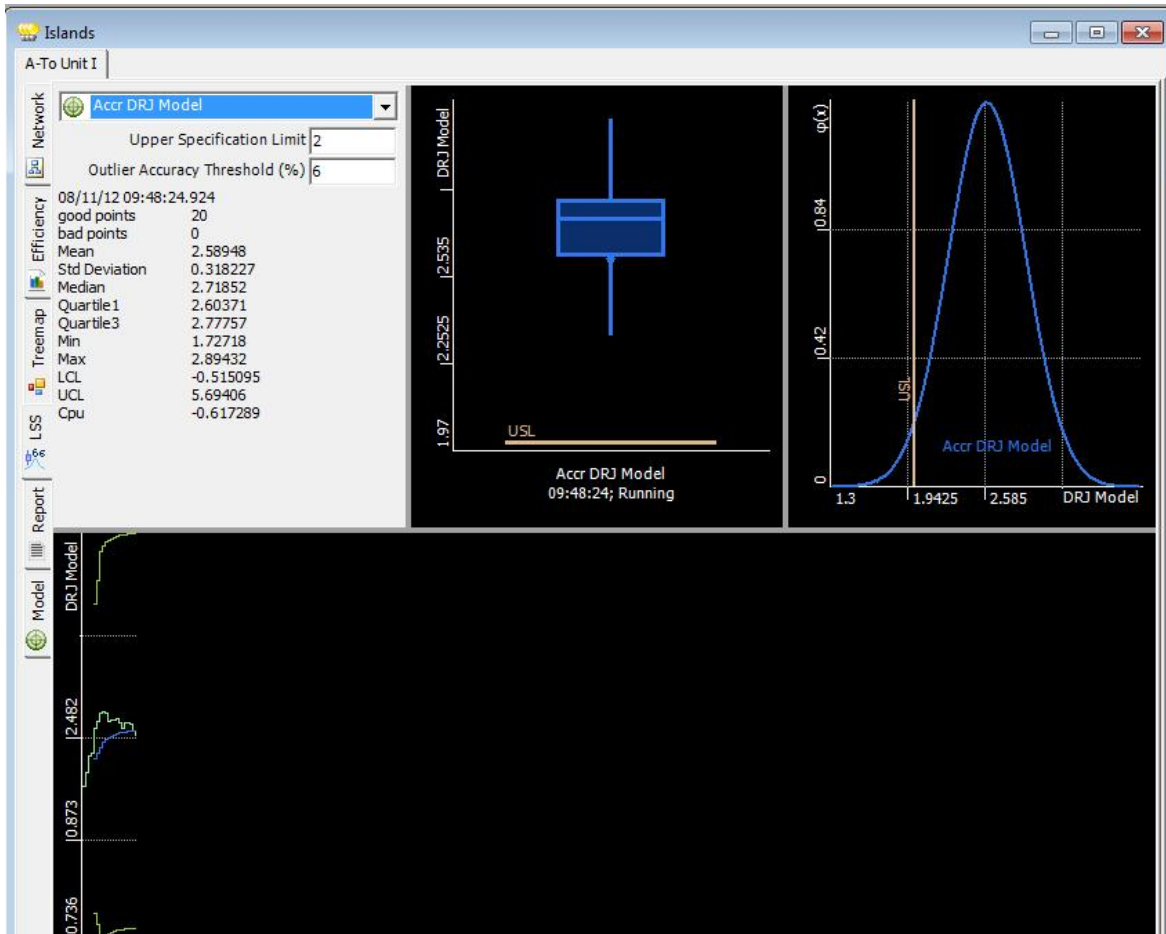 Islands
A-To Unit I
Network
Efficiency
Treemap
LSS
Report
Model
Accr DRJ Model
Upper Specification Limit 2
Outlier Accuracy Threshold (%) 6
08/11/12 09:48:24.924
good points 20
bad points 0
Mean 2.58948
Std Deviation 0.318227
Median 2.71852
Quartile1 2.60371
Quartile3 2.77757
Min 1.72718
Max 2.89432
LCL -0.515095
UCL 5.69406
Cpu -0.617289
DRJ Model
2.535
2.2525
1.97
USL
Accr DRJ Model
09:48:24; Running
φ(x)
0.84
0.42
0
USL
Accr DRJ Model
1.3 1.9425 2.585 DRJ Model
DRJ Model
2.482
0.873
0.736